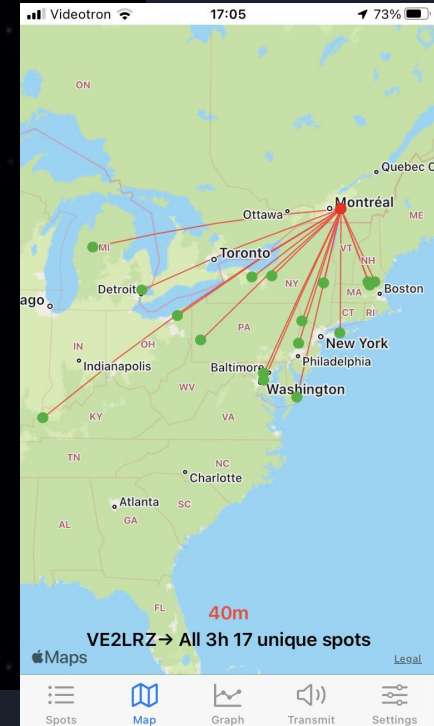 Videotron 17:05 73%
ON
Quebec C
Montréal
Ottawa
ME
MI
Toronto
VT
NH
Detroit
NY
MA
Boston
ago
CT RI
PA
New York
IN
OH
Philadelphia
Indianapolis
Baltimore
Washington
WV
KY
VA
TN
NC
Charlotte
Atlanta
SC
AL
GA
FL
40m
VE2LRZ→ All 3h 17 unique spots
Maps
Legal
Spots Map Graph Transmit Settings